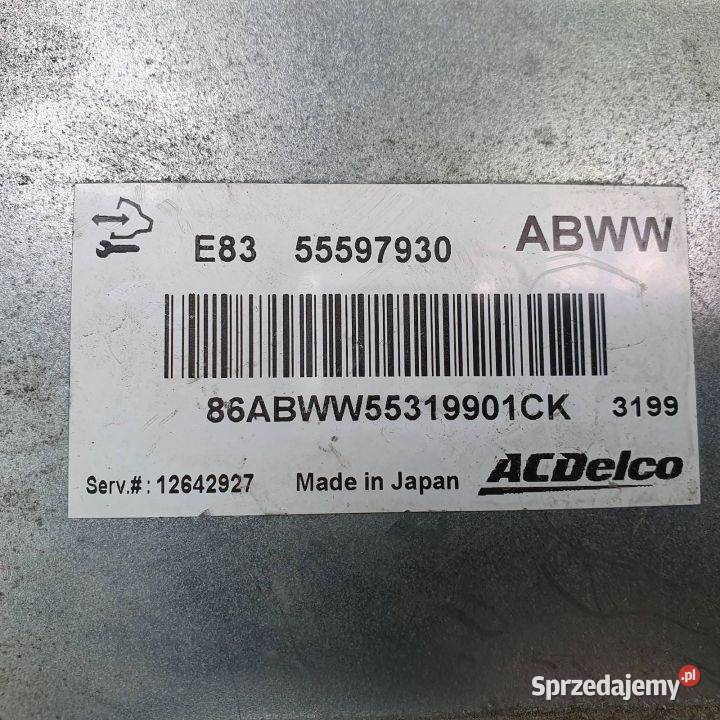 E83 55597930 ABWW
86ABWW55319901CK 3199
Serv.#: 12642927 Made in Japan ACDelco
Sprzedajemy.pl